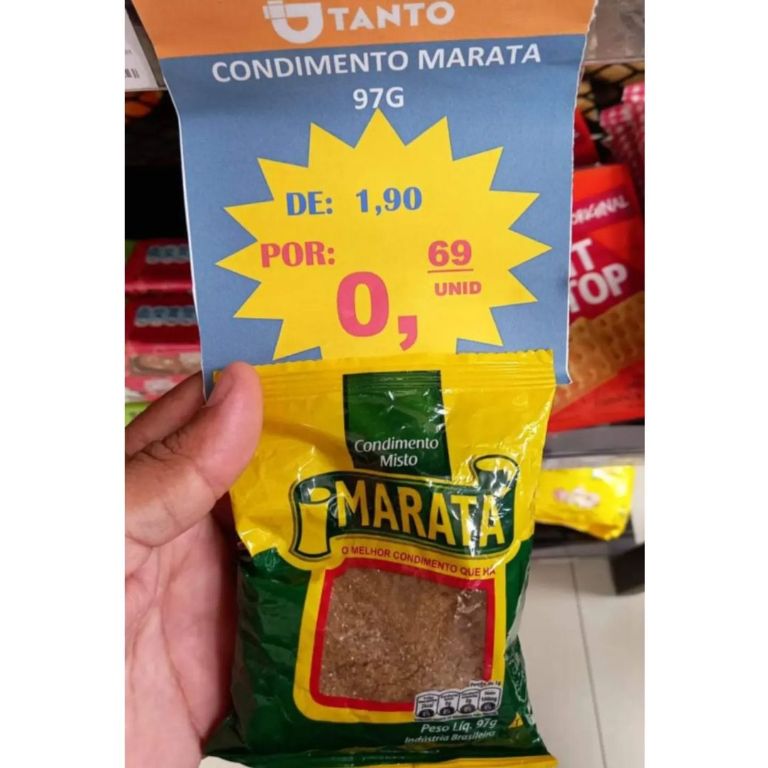 TANTO
CONDIMENTO MARATA
97G
DE: 1,90
POR: 0,69
UNID
Condimento
Misto
MARATÁ
O MELHOR CONDIMENTO QUE HÁ
Peso Líq. 97g
Indústria Brasileira
ORIGINAL
IT
TOP